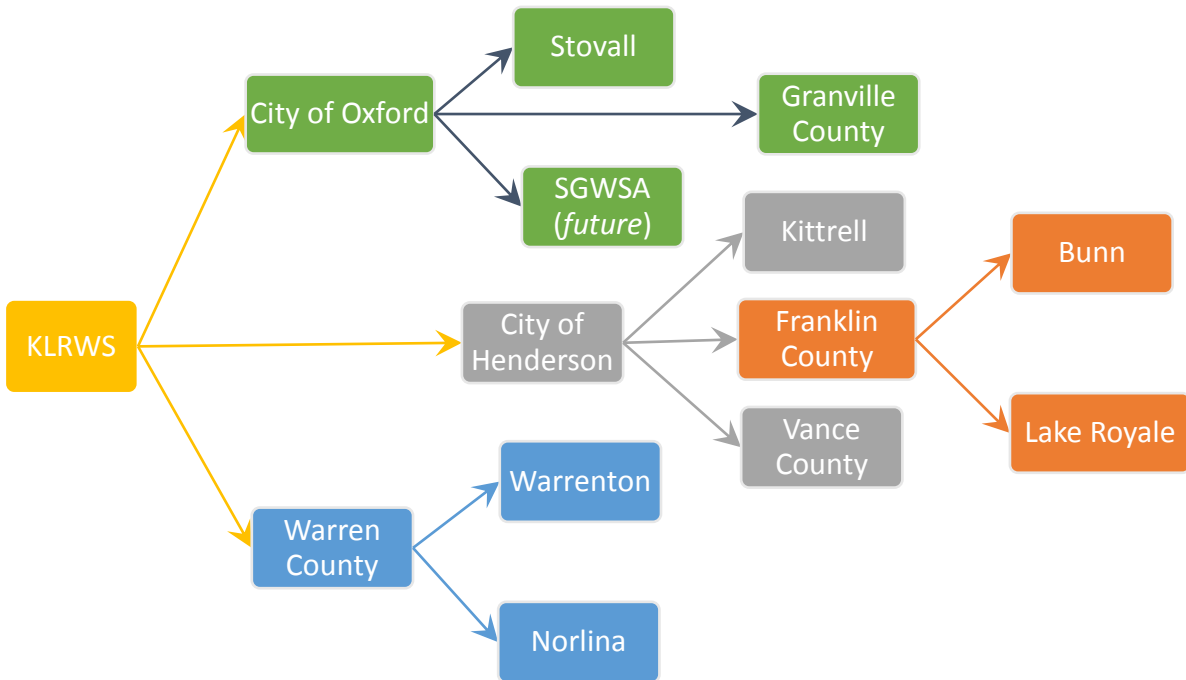 Stovall
City of Oxford
Granville
County
SGWSA
(future)
Kittrell
Bunn
KLRWS
City of
Henderson
Franklin
County
Vance
County
Lake Royale
Warrenton
Warren
County
Norlina